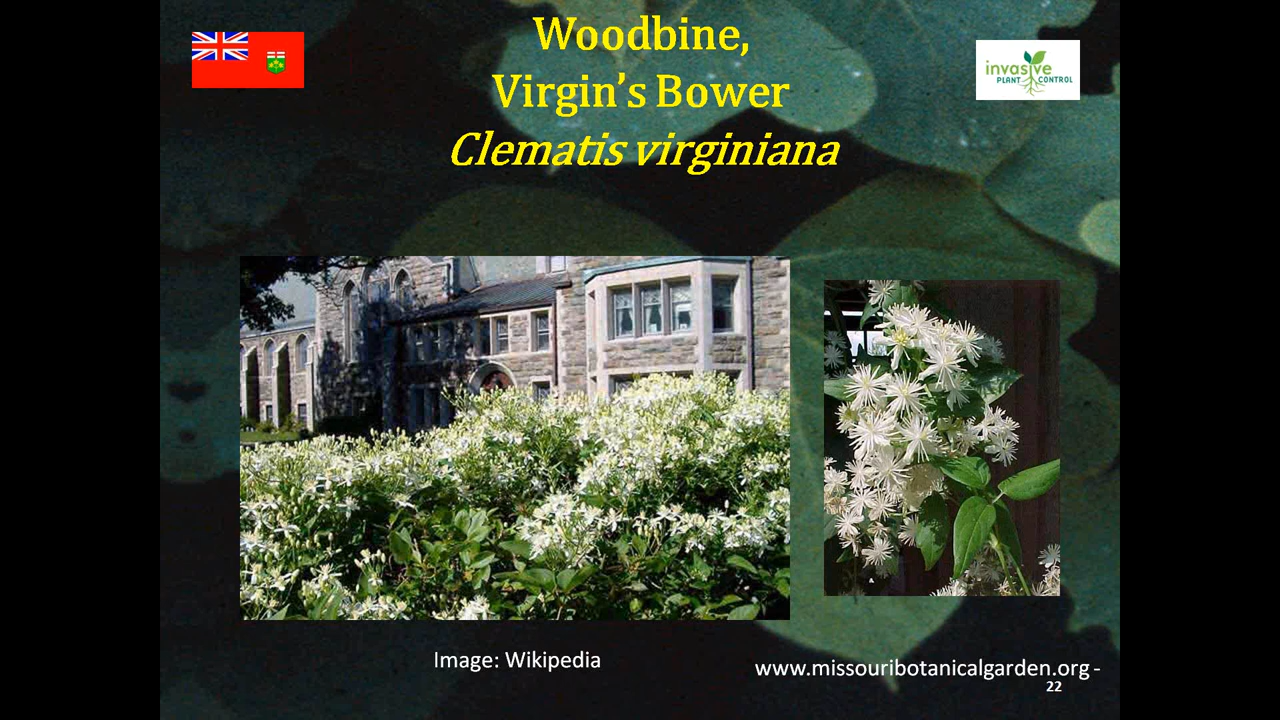 Woodbine,
Virgin’s Bower
Clematis virginiana
invasive
PLANT CONTROL
Image: Wikipedia
www.missouribotanicalgarden.org -
22